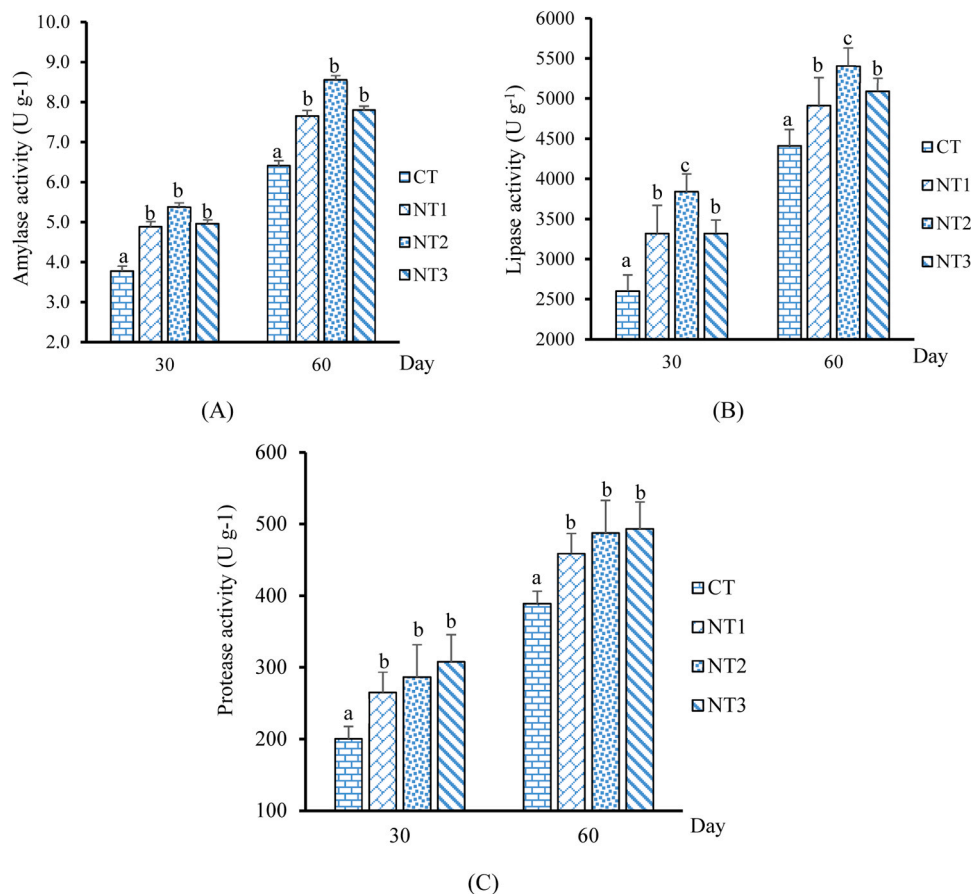 Amylase activity (U g-1)
10.0
9.0
8.0
7.0
6.0
5.0
4.0
3.0
2.0
a
b
b
b
a
b
b
b
30
60
Day
CT
NT1
NT2
NT3
(A)
Lipase activity (U g⁻¹)
6000
5500
5000
4500
4000
3500
3000
2500
2000
a
b
c
b
a
b
c
b
30
60
Day
CT
NT1
NT2
NT3
(B)
Protease activity (U g-1)
600
500
400
300
200
100
a
b
b
b
a
b
b
b
30
60
Day
CT
NT1
NT2
NT3
(C)